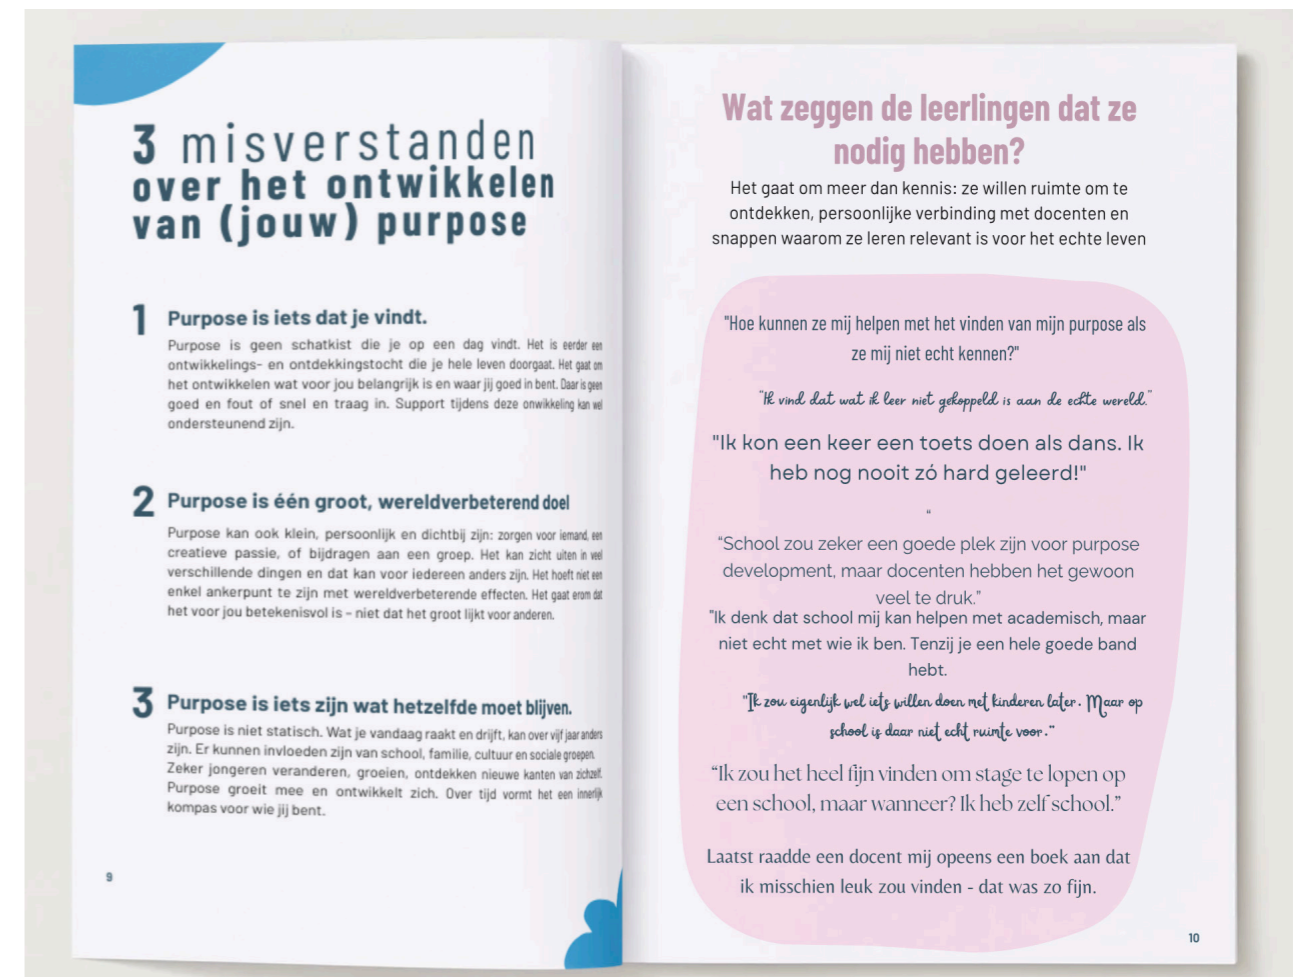 3 misverstanden
over het ontwikkelen
van (jouw) purpose
1 Purpose is iets dat je vindt.
Purpose is geen schatkist die je op een dag vindt. Het is eerder een
ontwikkelings- en ontdekkingstocht die je hele leven doorgaat. Het gaat om
het ontwikkelen wat voor jou belangrijk is en waar jij goed in bent. Daar is geen
goed en fout of snel en traag in. Support tijdens deze onwikkeling kan wel
ondersteunend zijn.
2 Purpose is één groot, wereldverbeterend doel
Purpose kan ook klein, persoonlijk en dichtbij zijn: zorgen voor iemand, een
creatieve passie, of bijdragen aan een groep. Het kan zicht uiten in veel
verschillende dingen en dat kan voor iedereen anders zijn. Het hoeft niet een
enkel ankerpunt te zijn met wereldverbeterende effecten. Het gaat erom dat
het voor jou betekenisvol is – niet dat het groot lijkt voor anderen.
3 Purpose is iets zijn wat hetzelfde moet blijven.
Purpose is niet statisch. Wat je vandaag raakt en drijft, kan over vijf jaar anders
zijn. Er kunnen invloeden zijn van school, familie, cultuur en sociale groepen.
Zeker jongeren veranderen, groeien, ontdekken nieuwe kanten van zichzelf.
Purpose groeit mee en ontwikkelt zich. Over tijd vormt het een innerlijk
kompas voor wie jij bent.
9
Wat zeggen de leerlingen dat ze
nodig hebben?
Het gaat om meer dan kennis: ze willen ruimte om te
ontdekken, persoonlijke verbinding met docenten en
snappen waarom ze leren relevant is voor het echte leven
"Hoe kunnen ze mij helpen met het vinden van mijn purpose als
ze mij niet echt kennen?"
"Ik vind dat wat ik leer niet gekoppeld is aan de echte wereld."
"Ik kon een keer een toets doen als dans. Ik
heb nog nooit zó hard geleerd!"
“
“School zou zeker een goede plek zijn voor purpose
development, maar docenten hebben het gewoon
veel te druk.”
"Ik denk dat school mij kan helpen met academisch, maar
niet echt met wie ik ben. Tenzij je een hele goede band
hebt.
"Ik zou eigenlijk wel iets willen doen met kinderen later. Maar op
school is daar niet echt ruimte voor."
“Ik zou het heel fijn vinden om stage te lopen op
een school, maar wanneer? Ik heb zelf school.”
Laatst raadde een docent mij opeens een boek aan dat
ik misschien leuk zou vinden - dat was zo fijn.
10